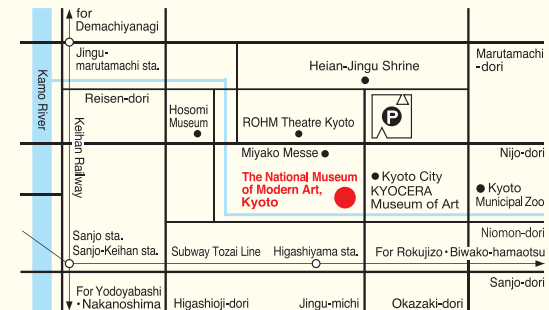 for
Demachiyanagi
Jingu-
marutamachi sta.
Marutamachi
-dori
Heian-Jingu Shrine
Kamo River
Reisen-dori
Hosomi
Museum
ROHM Theatre Kyoto
P
Keihan Railway
Miyako Messe
Nijo-dori
The National Museum
of Modern Art,
Kyoto
Kyoto City
KYOCERA
Museum of Art
Kyoto
Municipal Zoo
Niomon-dori
Sanjo sta.
Sanjo-Keihan sta.
Subway Tozai Line
Higashiyama sta.
For Rokujizo・Biwako-hamaotsu
Sanjo-dori
For Yodoyabashi
・Nakanoshima
Higashioji-dori
Jingu-michi
Okazaki-dori